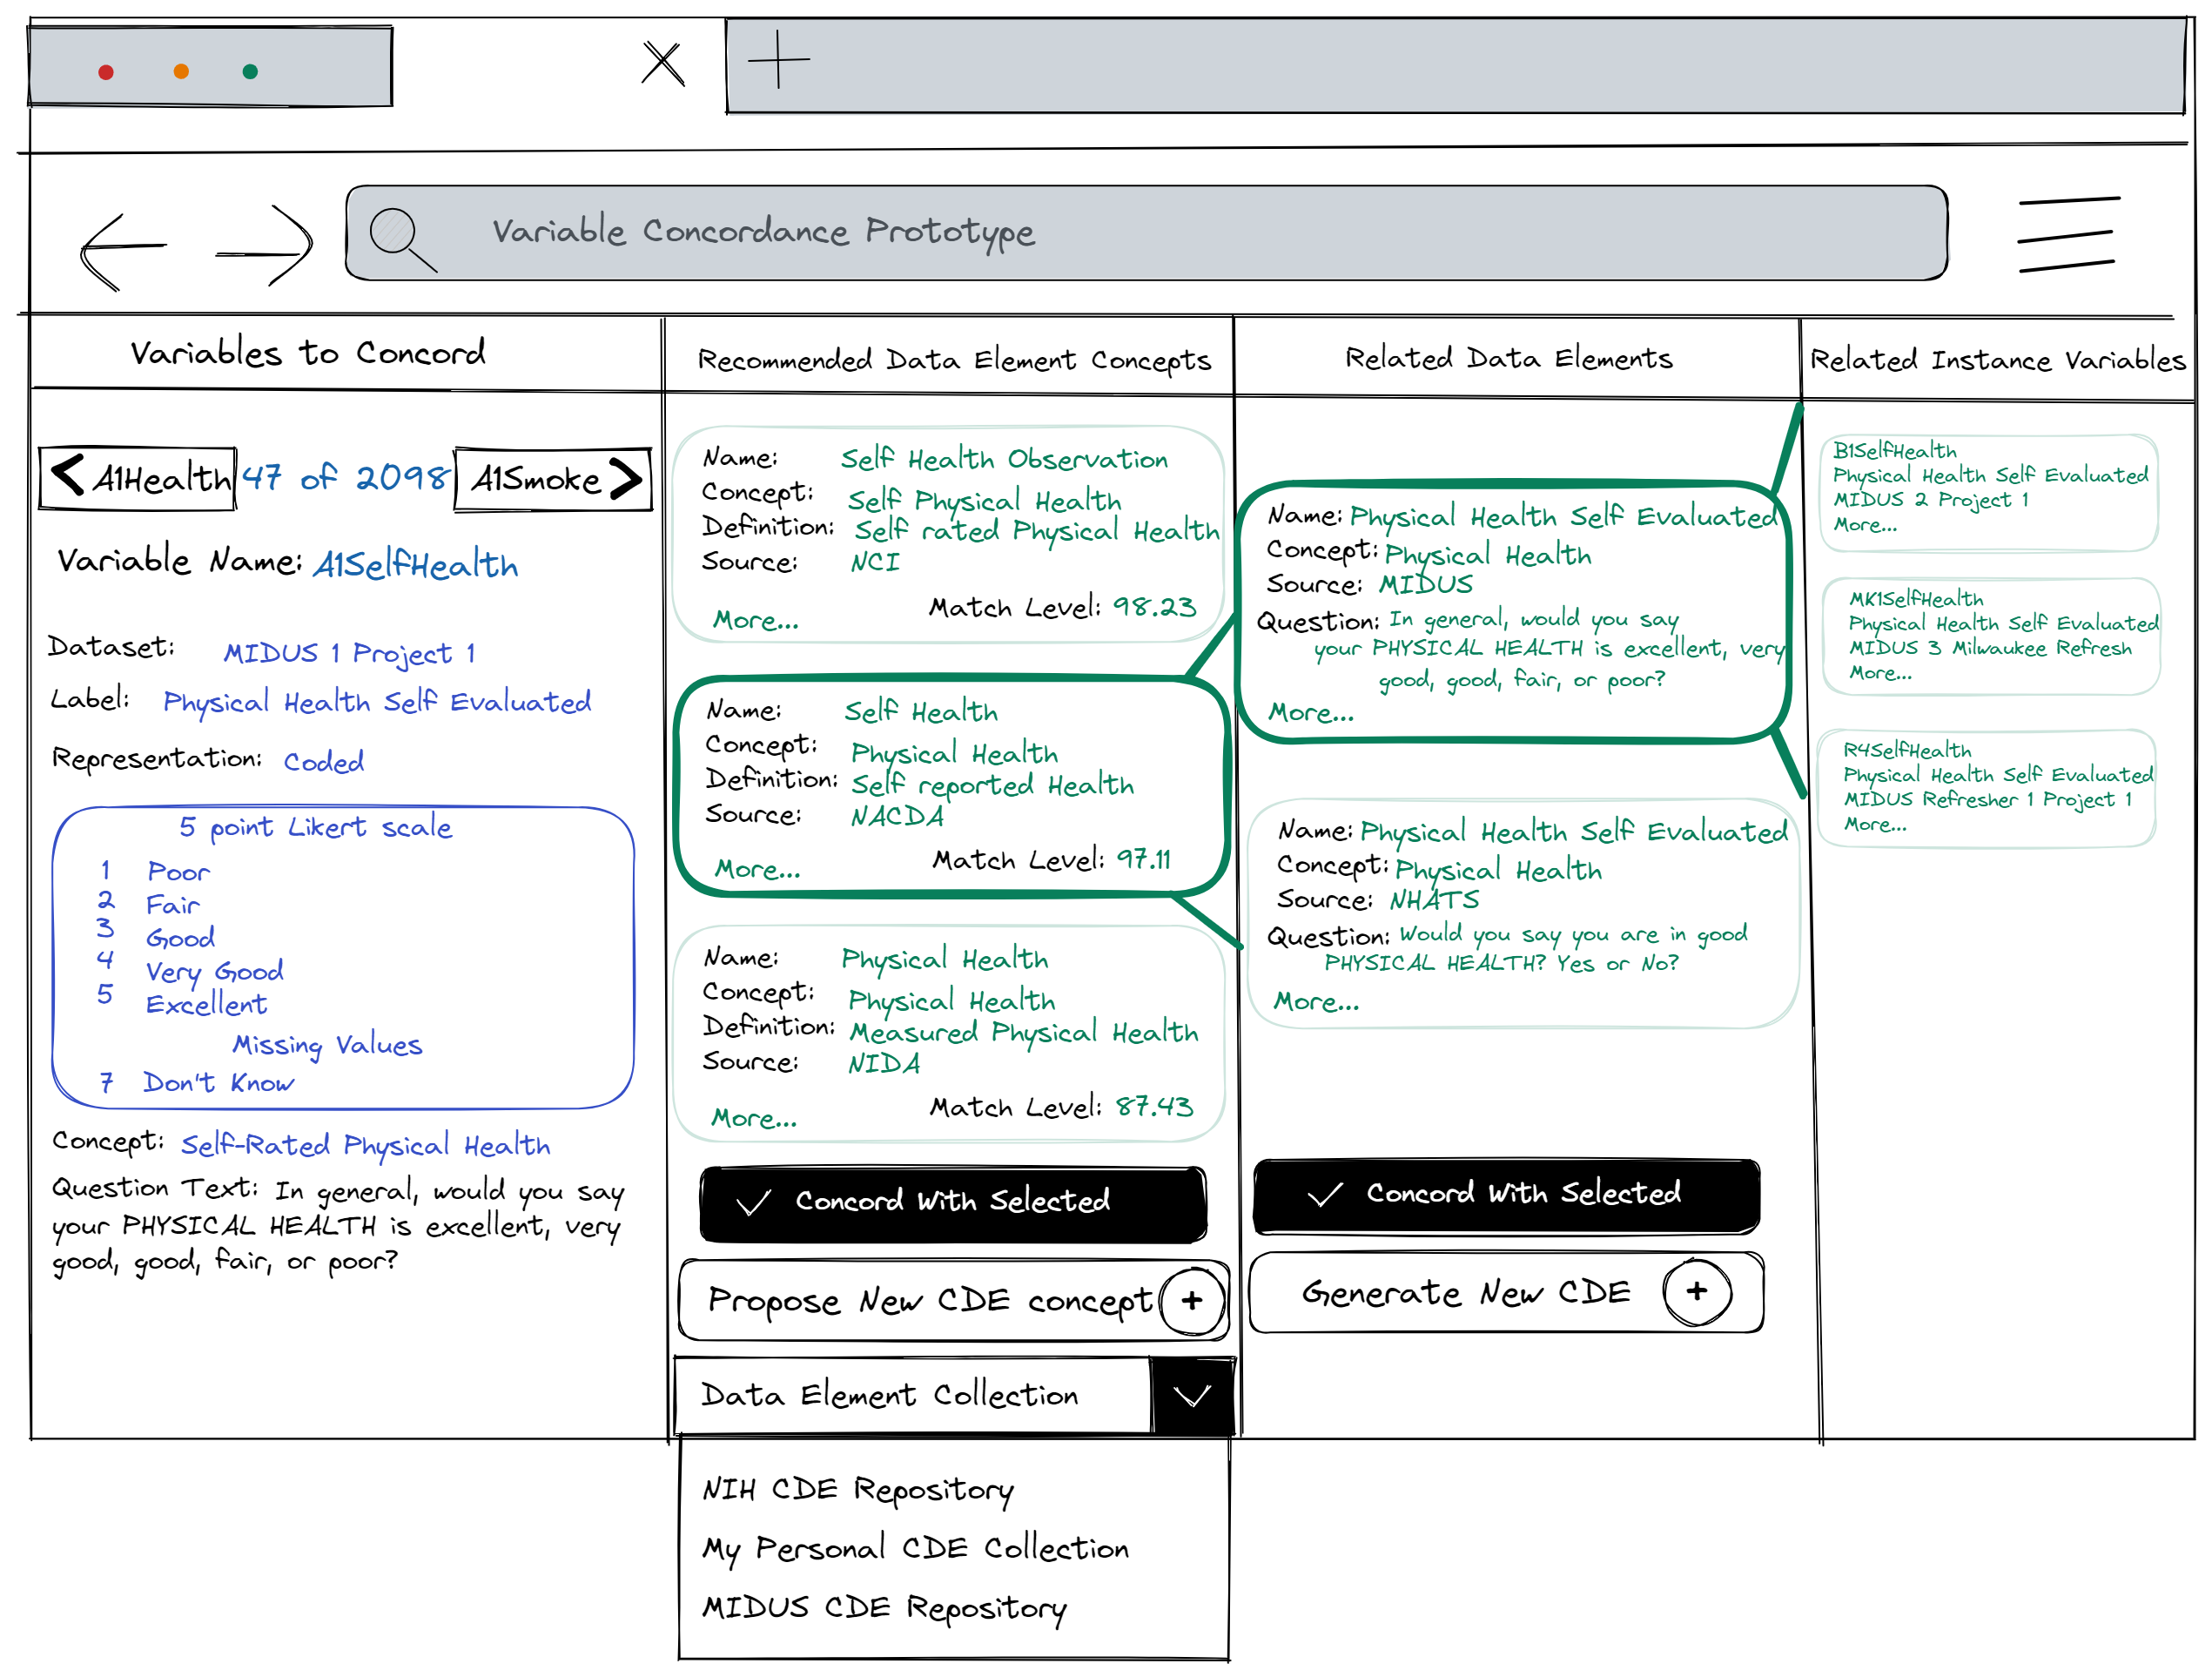 Variable Concordance Prototype
Variables to Concord
A1Health
47 of 2098
A1Smoke
Variable Name: A1SelfHealth
Dataset: MIDUS 1 Project 1
Label: Physical Health Self Evaluated
Representation: Coded
5 point Likert scale
1 Poor
2 Fair
3 Good
4 Very Good
5 Excellent
Missing Values
7 Don't Know
Concept: Self-Rated Physical Health
Question Text: In general, would you say
your PHYSICAL HEALTH is excellent, very
good, good, fair, or poor?
Recommended Data Element Concepts
Name: Self Health Observation
Concept: Self Physical Health
Definition: Self rated Physical Health
Source: NCI
Match Level: 98.23
More...
Name: Self Health
Concept: Physical Health
Definition: Self reported Health
Source: NACDA
Match Level: 97.11
More...
Name: Physical Health
Concept: Physical Health
Definition: Measured Physical Health
Source: NIDA
Match Level: 87.43
More...
Concord With Selected
Propose New CDE concept +
Data Element Collection
NIH CDE Repository
My Personal CDE Collection
MIDUS CDE Repository
Related Data Elements
Name: Physical Health Self Evaluated
Concept: Physical Health
Source: MIDUS
Question: In general, would you say
your PHYSICAL HEALTH is excellent, very
good, good, fair, or poor?
More...
Name: Physical Health Self Evaluated
Concept: Physical Health
Source: NHATS
Question: Would you say you are in good
PHYSICAL HEALTH? Yes or No?
More...
Concord With Selected
Generate New CDE +
Related Instance Variables
B1SelfHealth
Physical Health Self Evaluated
MIDUS 2 Project 1
More...
MK1SelfHealth
Physical Health Self Evaluated
MIDUS 3 Milwaukee Refresh
More...
R4SelfHealth
Physical Health Self Evaluated
MIDUS Refresher 1 Project 1
More...